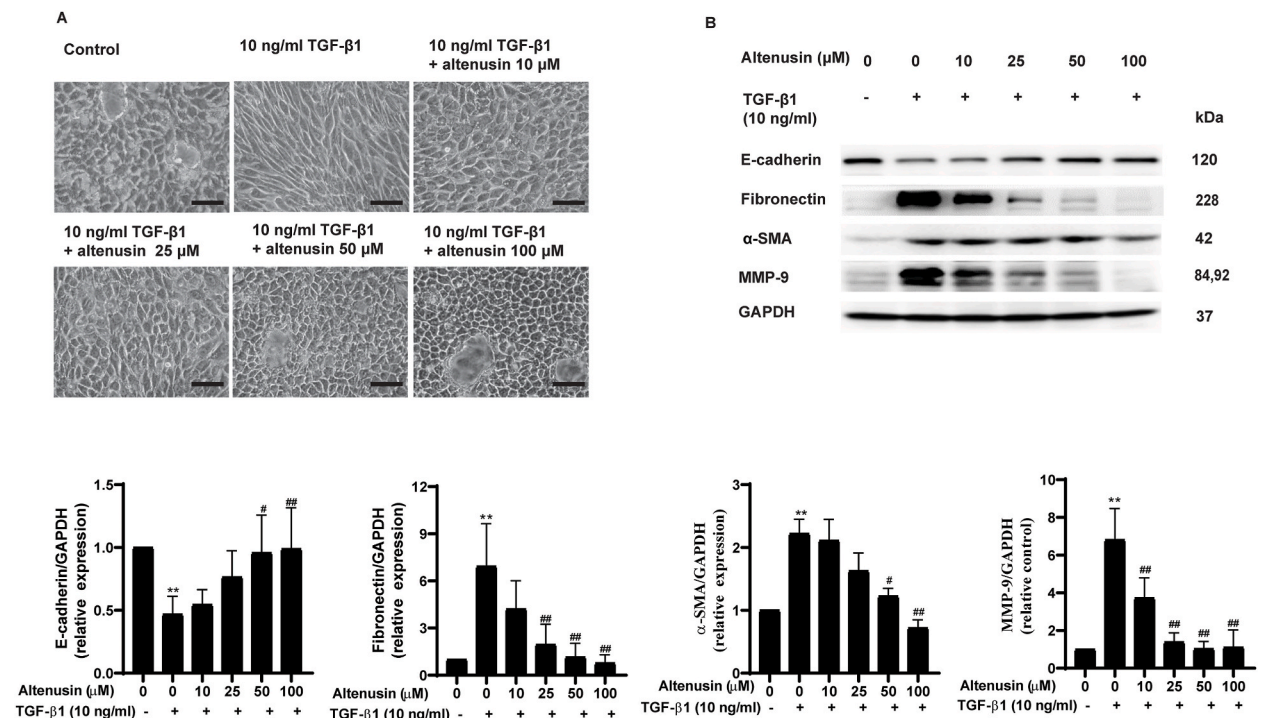 A
Control
10 ng/ml TGF-β1
10 ng/ml TGF-β1
+ altenusin 10 μM
10 ng/ml TGF-β1
+ altenusin 25 μM
10 ng/ml TGF-β1
+ altenusin 50 μM
10 ng/ml TGF-β1
+ altenusin 100 μM
B
Altenusin (μM) 0 0 10 25 50 100
TGF-β1 - + + + + +
(10 ng/ml)
kDa
E-cadherin 120
Fibronectin 228
α-SMA 42
MMP-9 84,92
GAPDH 37
E-cadherin/GAPDH
(relative expression)
1.5
1.0
0.5
0.0
** # ##
Altenusin (μM) 0 0 10 25 50 100
TGF-β1 (10 ng/ml) - + + + + +
Fibronectin/GAPDH
(relative expression)
12
9
6
3
0
** ## ## ##
Altenusin (μM) 0 0 10 25 50 100
TGF-β1 (10 ng/ml) - + + + + +
α-SMA/GAPDH
(relative expression)
3
2
1
0
** # ##
Altenusin (μM) 0 0 10 25 50 100
TGF-β1 (10 ng/ml) - + + + + +
MMP-9/GAPDH
(relative control)
10
8
6
4
2
0
** ## ## ## ##
Altenusin (μM) 0 0 10 25 50 100
TGF-β1 (10 ng/ml) - + + + + +